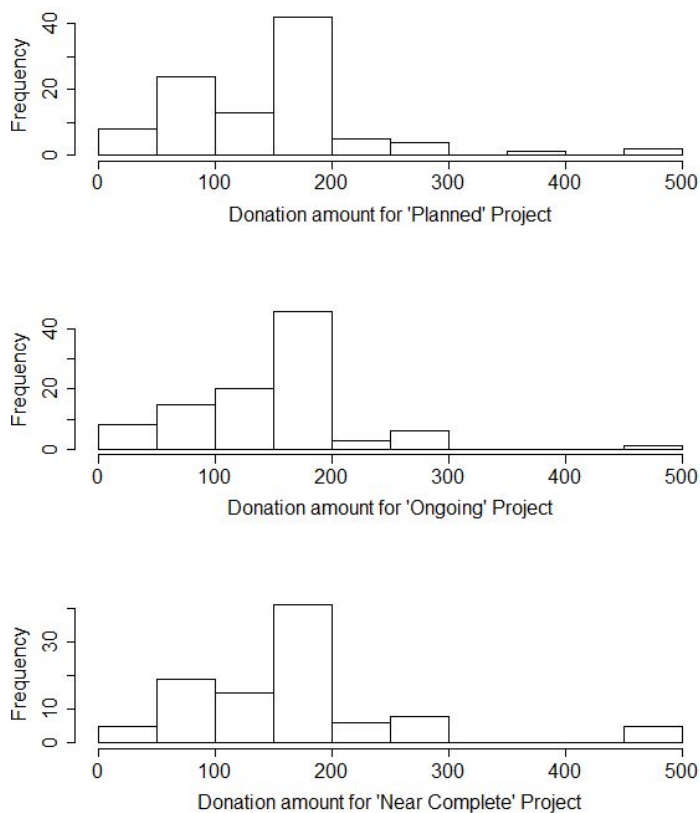 Frequency
40
20
0
0 100 200 300 400 500
Donation amount for 'Planned' Project
Frequency
40
20
0
0 100 200 300 400 500
Donation amount for 'Ongoing' Project
Frequency
30
10
0
0 100 200 300 400 500
Donation amount for 'Near Complete' Project